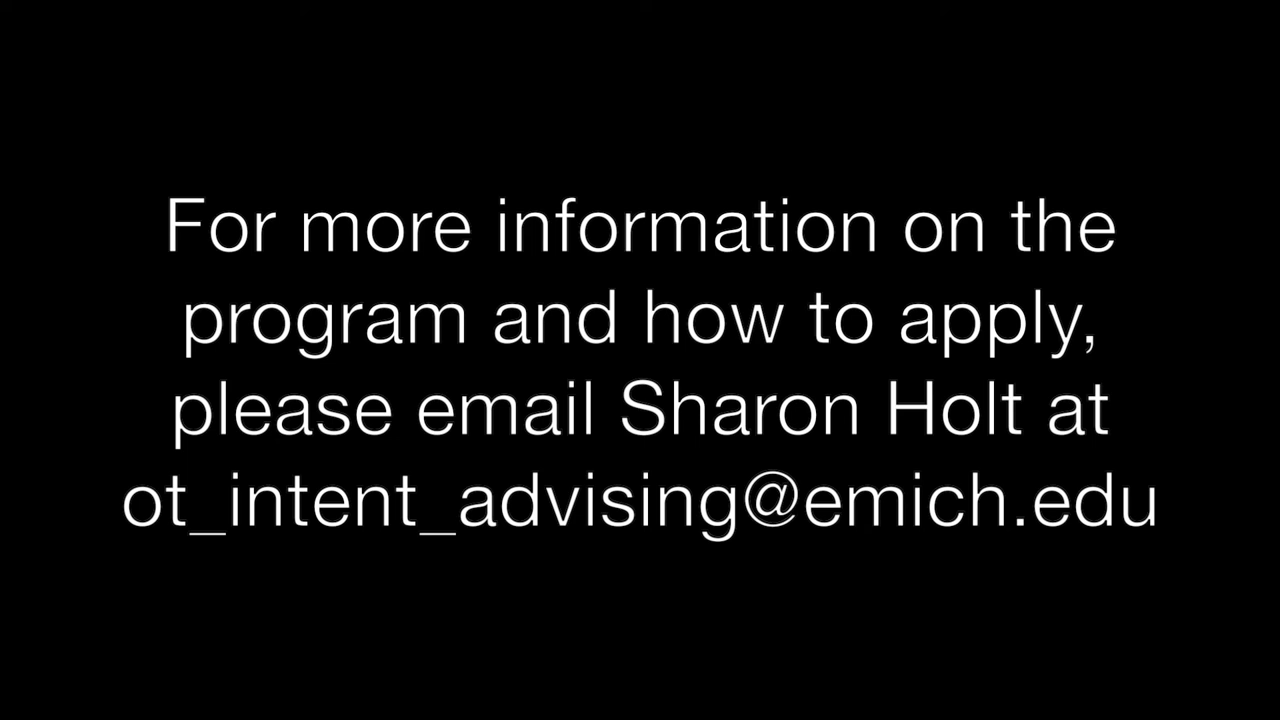 For more information on the
program and how to apply,
please email Sharon Holt at
ot_intent_advising@emich.edu